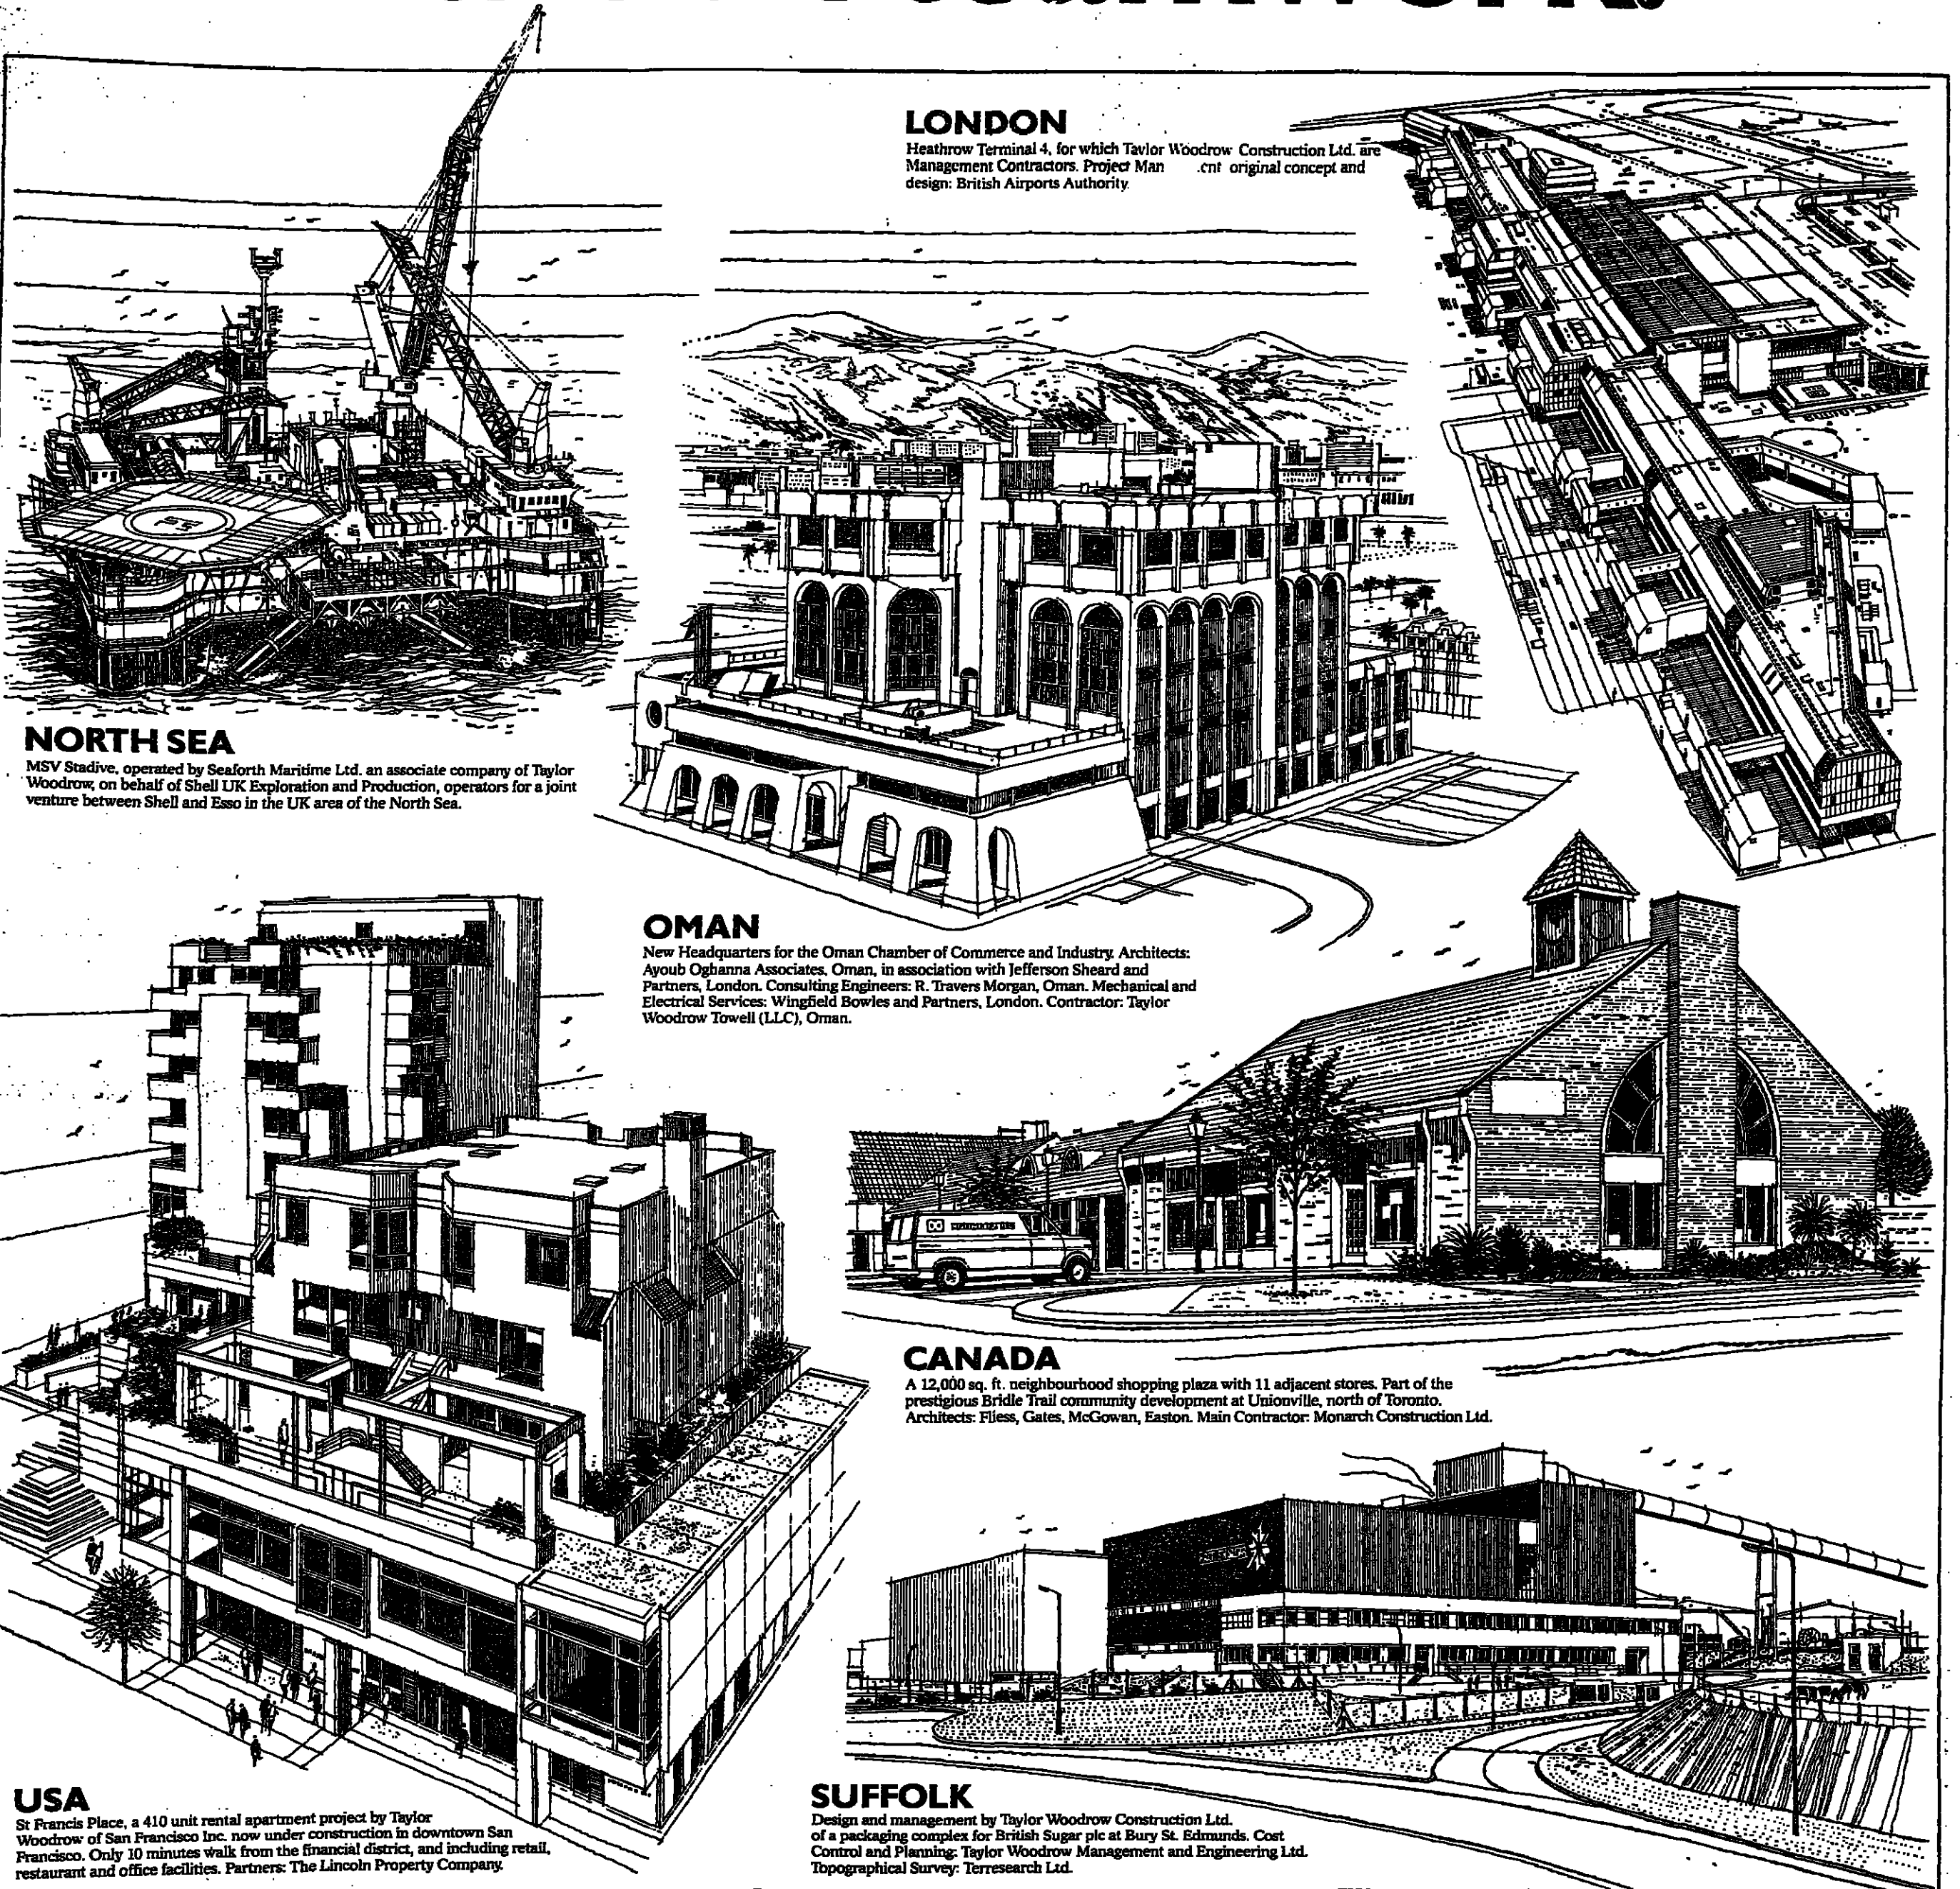 LONDON
Heathrow Terminal 4, for which Taylor Woodrow Construction Ltd. are
Management Contractors. Project Man .ent original concept and
design: British Airports Authority.
NORTH SEA
MSV Stadive, operated by Seaforth Maritime Ltd. an associate company of Taylor
Woodrow, on behalf of Shell UK Exploration and Production, operators for a joint
venture between Shell and Esso in the UK area of the North Sea.
OMAN
New Headquarters for the Oman Chamber of Commerce and Industry. Architects:
Ayoub Oghanna Associates, Oman, in association with Jefferson Sheard and
Partners, London. Consulting Engineers: R. Travers Morgan, Oman. Mechanical and
Electrical Services: Wingfield Bowles and Partners, London. Contractor: Taylor
Woodrow Towell (LLC), Oman.
CANADA
A 12,000 sq. ft. neighbourhood shopping plaza with 11 adjacent stores. Part of the
prestigious Bridle Trail community development at Unionville, north of Toronto.
Architects: Fliess, Gates, McGowan, Easton. Main Contractor: Monarch Construction Ltd.
USA
St Francis Place, a 410 unit rental apartment project by Taylor
Woodrow of San Francisco Inc. now under construction in downtown San
Francisco. Only 10 minutes walk from the financial district, and including retail,
restaurant and office facilities. Partners: The Lincoln Property Company.
SUFFOLK
Design and management by Taylor Woodrow Construction Ltd.
of a packaging complex for British Sugar plc at Bury St. Edmunds. Cost
Control and Planning: Taylor Woodrow Management and Engineering Ltd.
Topographical Survey: Terresearch Ltd.